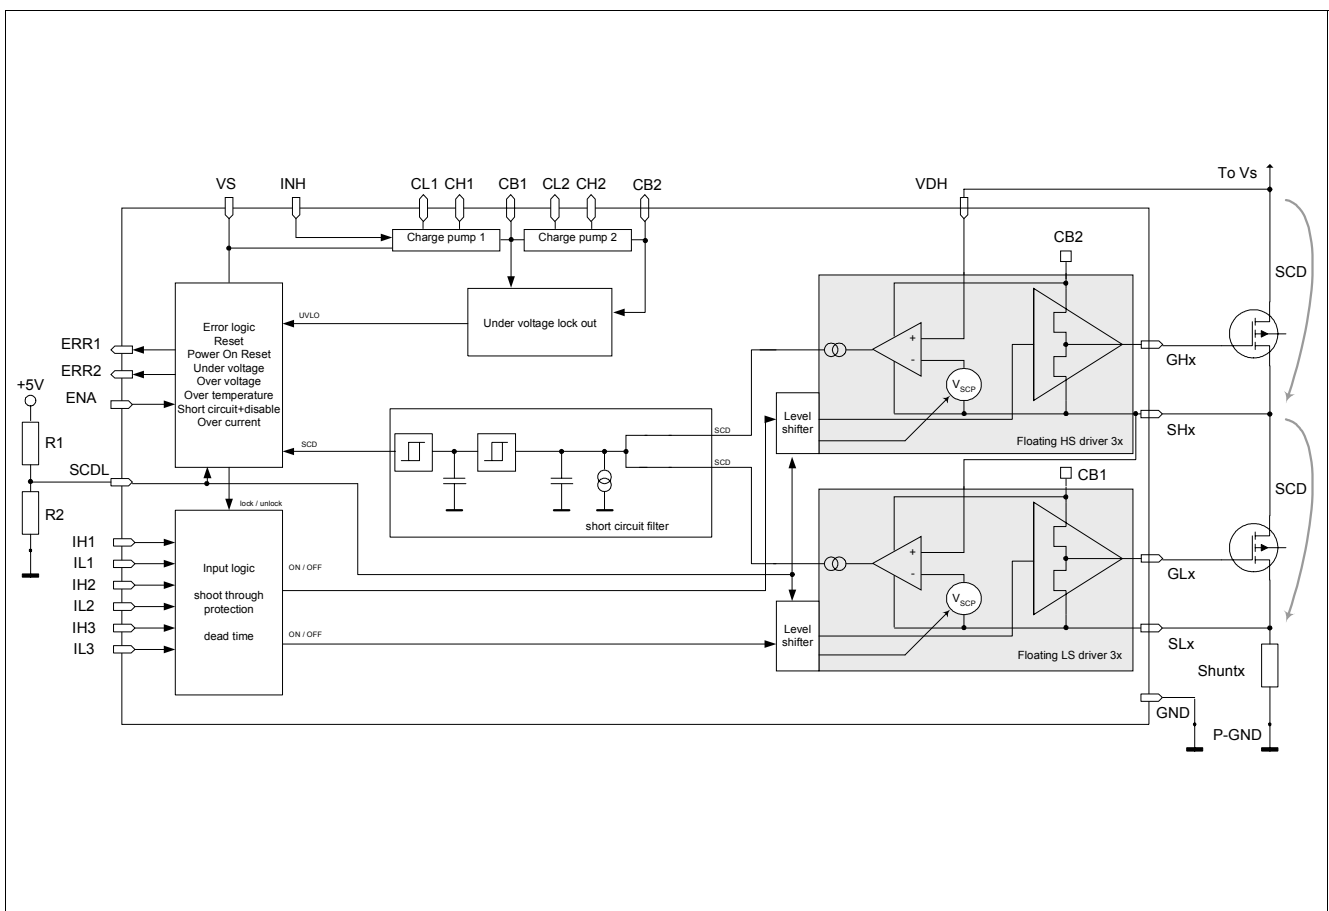 To Vs
VS
INH
CL1
CH1
CB1
CL2
CH2
CB2
VDH
Charge pump 1
Charge pump 2
CB2
SCD
Error logic
Reset
Power On Reset
Under voltage
Over voltage
Over temperature
Short circuit+disable
Over current
UVLO
Under voltage lock out
ERR1
ERR2
ENA
+5V
R1
SCDL
R2
+
-
VSCP
GHx
Level
shifter
SHx
Floating HS driver 3x
SCD
SCD
SCD
short circuit filter
lock / unlock
CB1
SCD
IH1
IL1
IH2
IL2
IH3
IL3
Input logic
shoot through
protection
dead time
ON / OFF
ON / OFF
+
-
VSCP
GLx
Level
shifter
SLx
Floating LS driver 3x
Shuntx
GND
P-GND